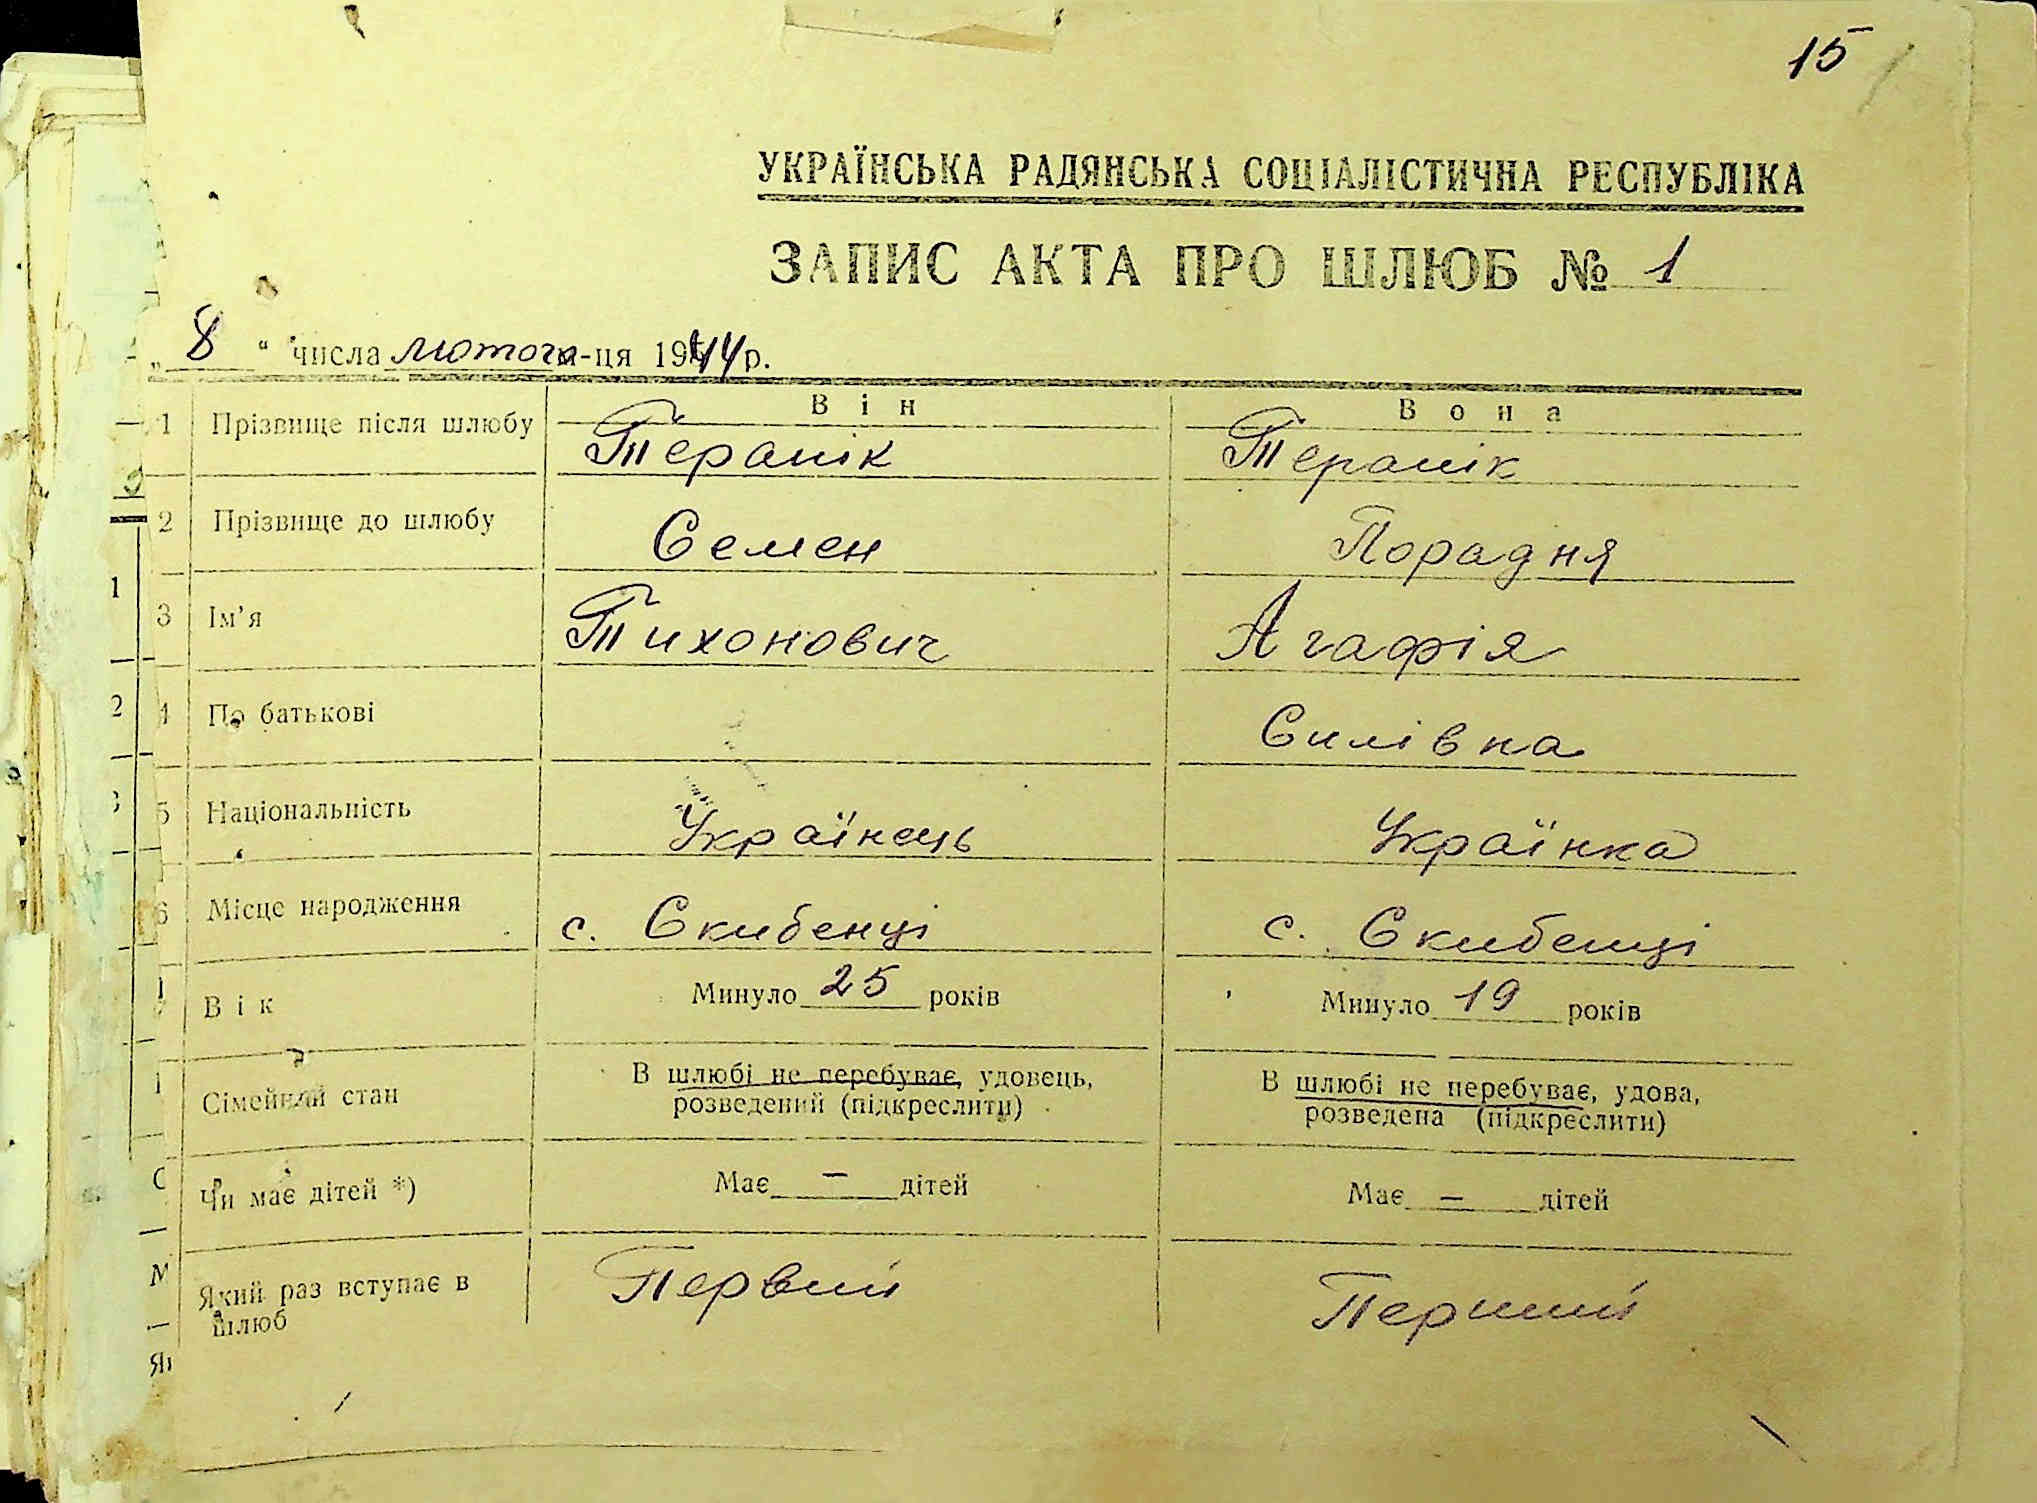 15
УКРАЇНСЬКА РАДЯНСЬКА СОЦІАЛІСТИЧНА РЕСПУБЛІКА
ЗАПИС АКТА ПРО ШЛЮБ № 1
„8“ числа лютого м-ця 1944 р.
Він Вона
1 Прізвище після шлюбу Терапік Терапік
2 Прізвище до шлюбу Семен Порадня
3 Ім’я Тихонович Агафія
4 По батькові Силівна
5 Національність Українець Українка
6 Місце народження с. Скибенці с. Скибенці
Вік Минуло 25 років Минуло 19 років
Сімейний стан В шлюбі не перебуває, удовець, В шлюбі не перебуває, удова,
розведений (підкреслити) розведена (підкреслити)
Чи має дітей *) Має — дітей Має — дітей
Який раз вступає в Первий Перший
шлюб